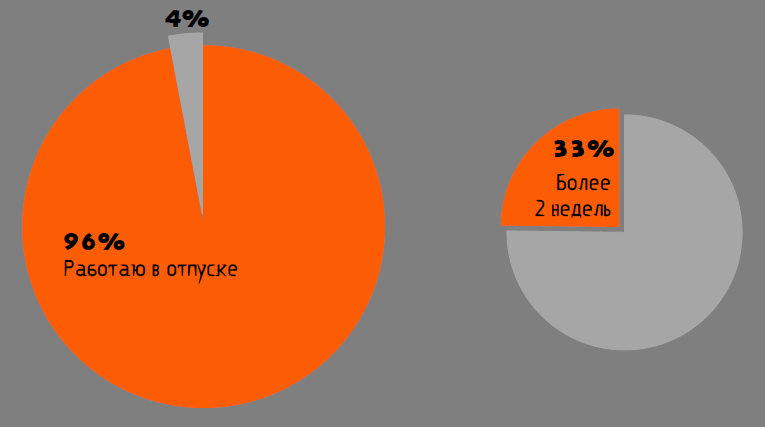 4%
96%
Работаю в отпуске
33%
Более
2 недель